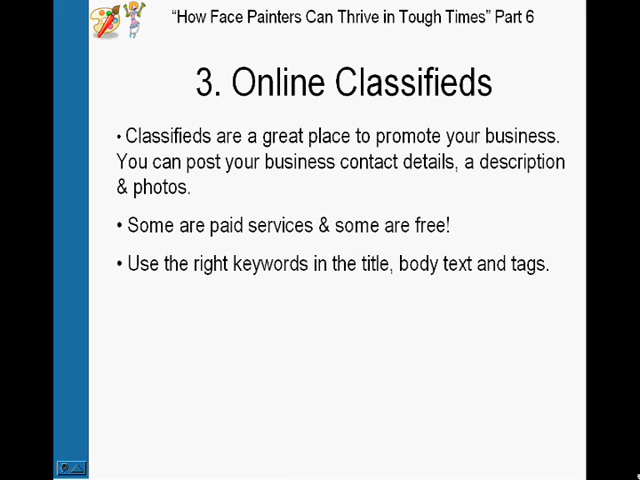 “How Face Painters Can Thrive in Tough Times” Part 6
3. Online Classifieds
• Classifieds are a great place to promote your business.
You can post your business contact details, a description
& photos.
• Some are paid services & some are free!
• Use the right keywords in the title, body text and tags.